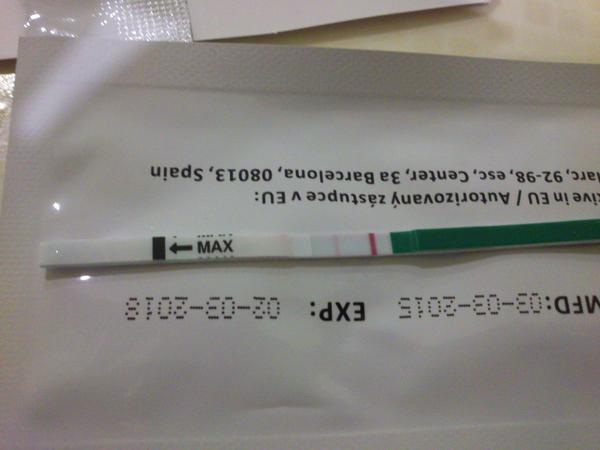 MFD:03-03-2015 EXP: 02-03-2018
MAX
tive in EU / Autorizovaný zástupce v EU:
arc, 92-98, esc, Center, 3a Barcelona, 08013, Spain